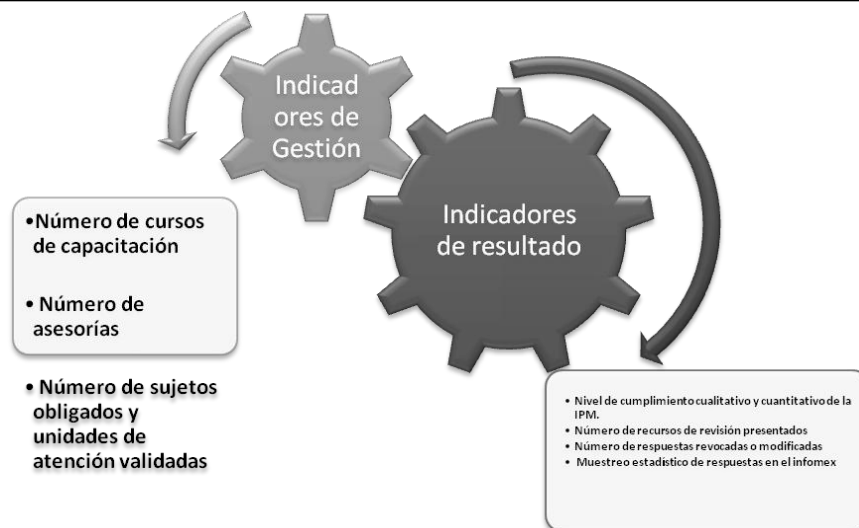 Indicad
ores de
Gestión
Indicadores
de resultado
•Número de cursos
de capacitación
• Número de
asesorías
• Número de sujetos
obligados y
unidades de
atención validadas
• Nivel de cumplimiento cualitativo y cuantitativo de la
IPM.
• Número de recursos de revisión presentados
• Número de respuestas revocadas o modificadas
• Muestreo estadístico de respuestas en el infomex